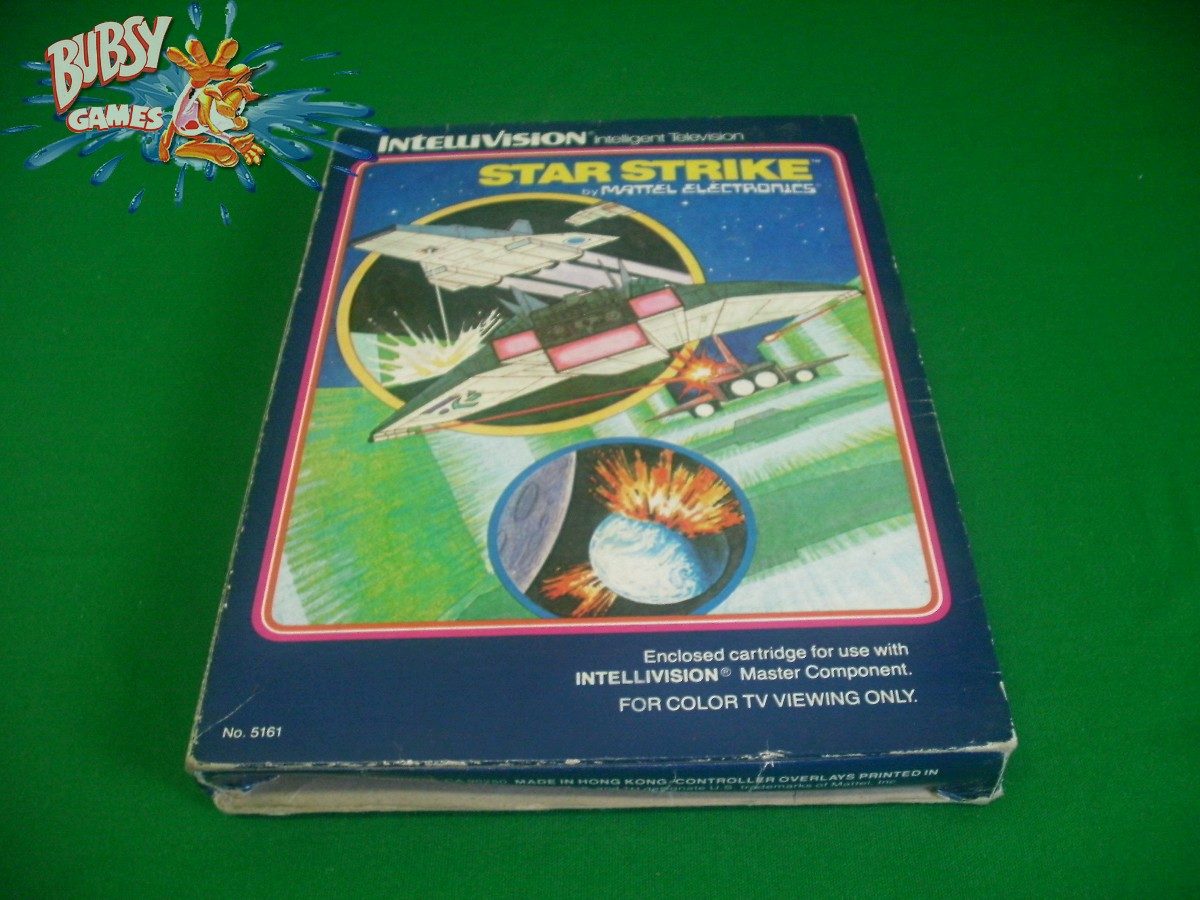 BUBSY
GAMES
INTELLIVISION Intelligent Television
STAR STRIKE™
by MATTEL ELECTRONICS
Enclosed cartridge for use with
INTELLIVISION® Master Component.
FOR COLOR TV VIEWING ONLY.
No. 5161
MADE IN HONG KONG CONTROLLER OVERLAYS PRINTED IN
U.S. trademarks of Mattel, Inc.